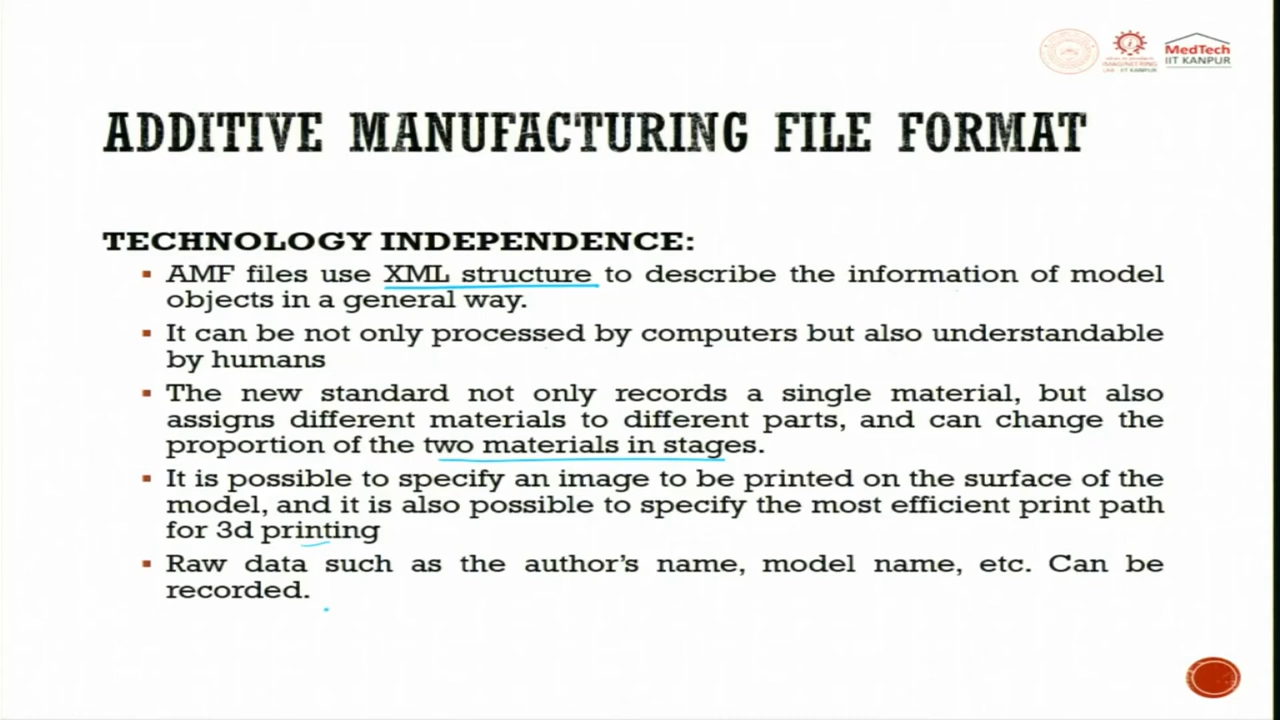 MedTech
IIT KANPUR
ADDITIVE MANUFACTURING FILE FORMAT
TECHNOLOGY INDEPENDENCE:
▪ AMF files use XML structure to describe the information of model
objects in a general way.
▪ It can be not only processed by computers but also understandable
by humans
▪ The new standard not only records a single material, but also
assigns different materials to different parts, and can change the
proportion of the two materials in stages.
▪ It is possible to specify an image to be printed on the surface of the
model, and it is also possible to specify the most efficient print path
for 3d printing
▪ Raw data such as the author's name, model name, etc. Can be
recorded.